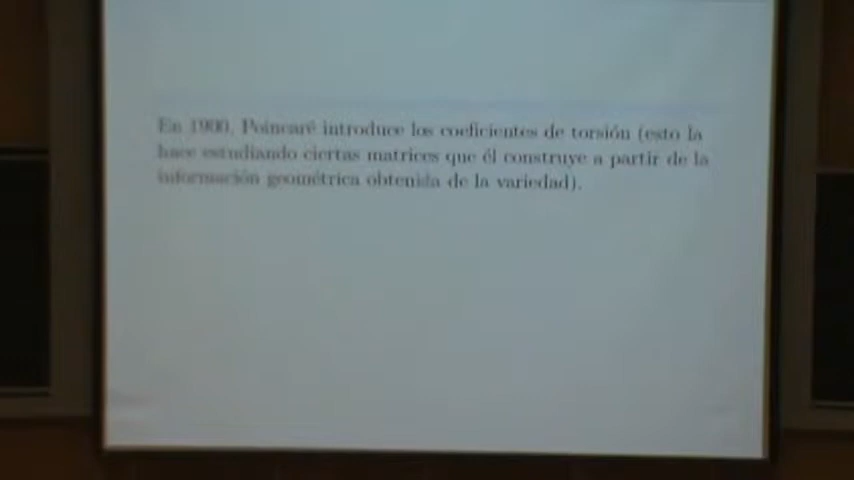 En 1900, Poincaré introduce los coeficientes de torsión (esto la
hace estudiando ciertas matrices que él construye a partir de la
información geométrica obtenida de la variedad).